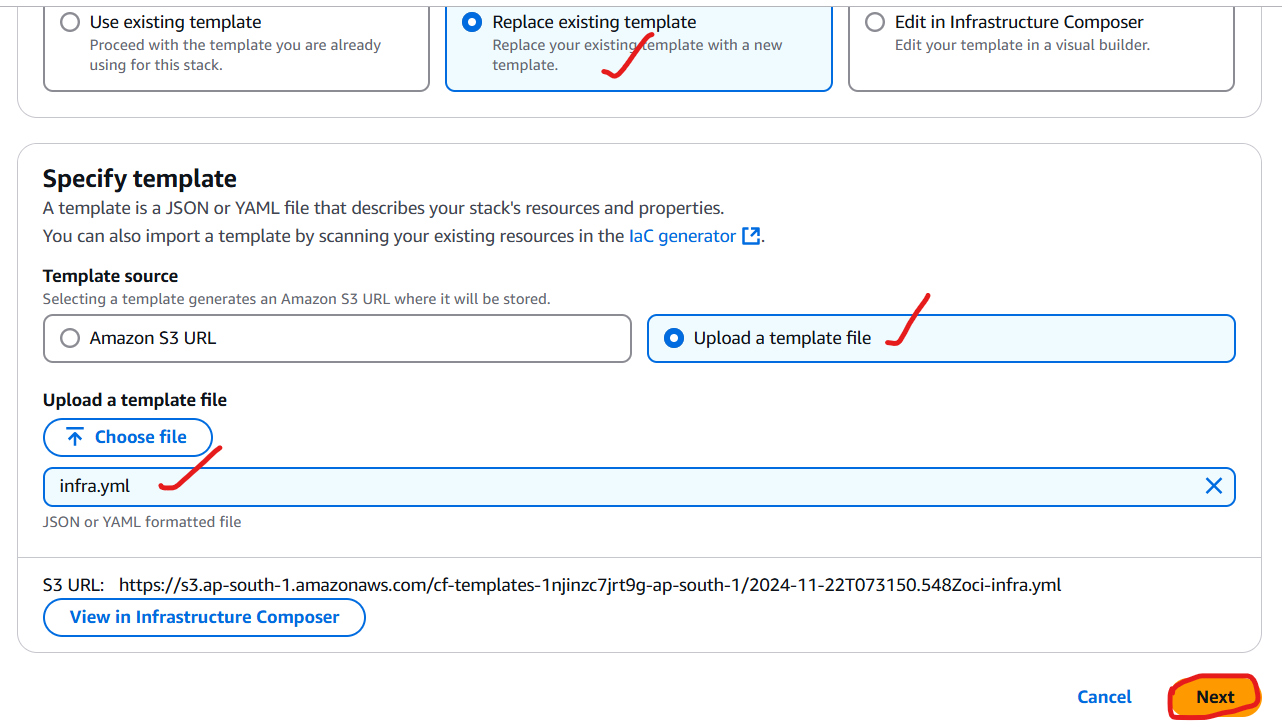 Use existing template
Proceed with the template you are already
using for this stack.
Replace existing template
Replace your existing template with a new
template.
Edit in Infrastructure Composer
Edit your template in a visual builder.
Specify template
A template is a JSON or YAML file that describes your stack's resources and properties.
You can also import a template by scanning your existing resources in the IaC generator.
Template source
Selecting a template generates an Amazon S3 URL where it will be stored.
Amazon S3 URL
Upload a template file
Upload a template file
Choose file
infra.yml
JSON or YAML formatted file
S3 URL: https://s3.ap-south-1.amazonaws.com/cf-templates-1njinzc7jrt9g-ap-south-1/2024-11-22T073150.548Zoci-infra.yml
View in Infrastructure Composer
Cancel
Next